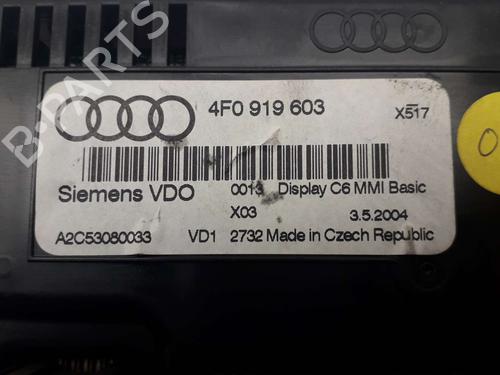 4F0 919 603 X517
Siemens VDO 0013 Display C6 MMI Basic
X03 3.5.2004
A2C53080033 VD1 2732 Made in Czech Republic
B-PARTS
0